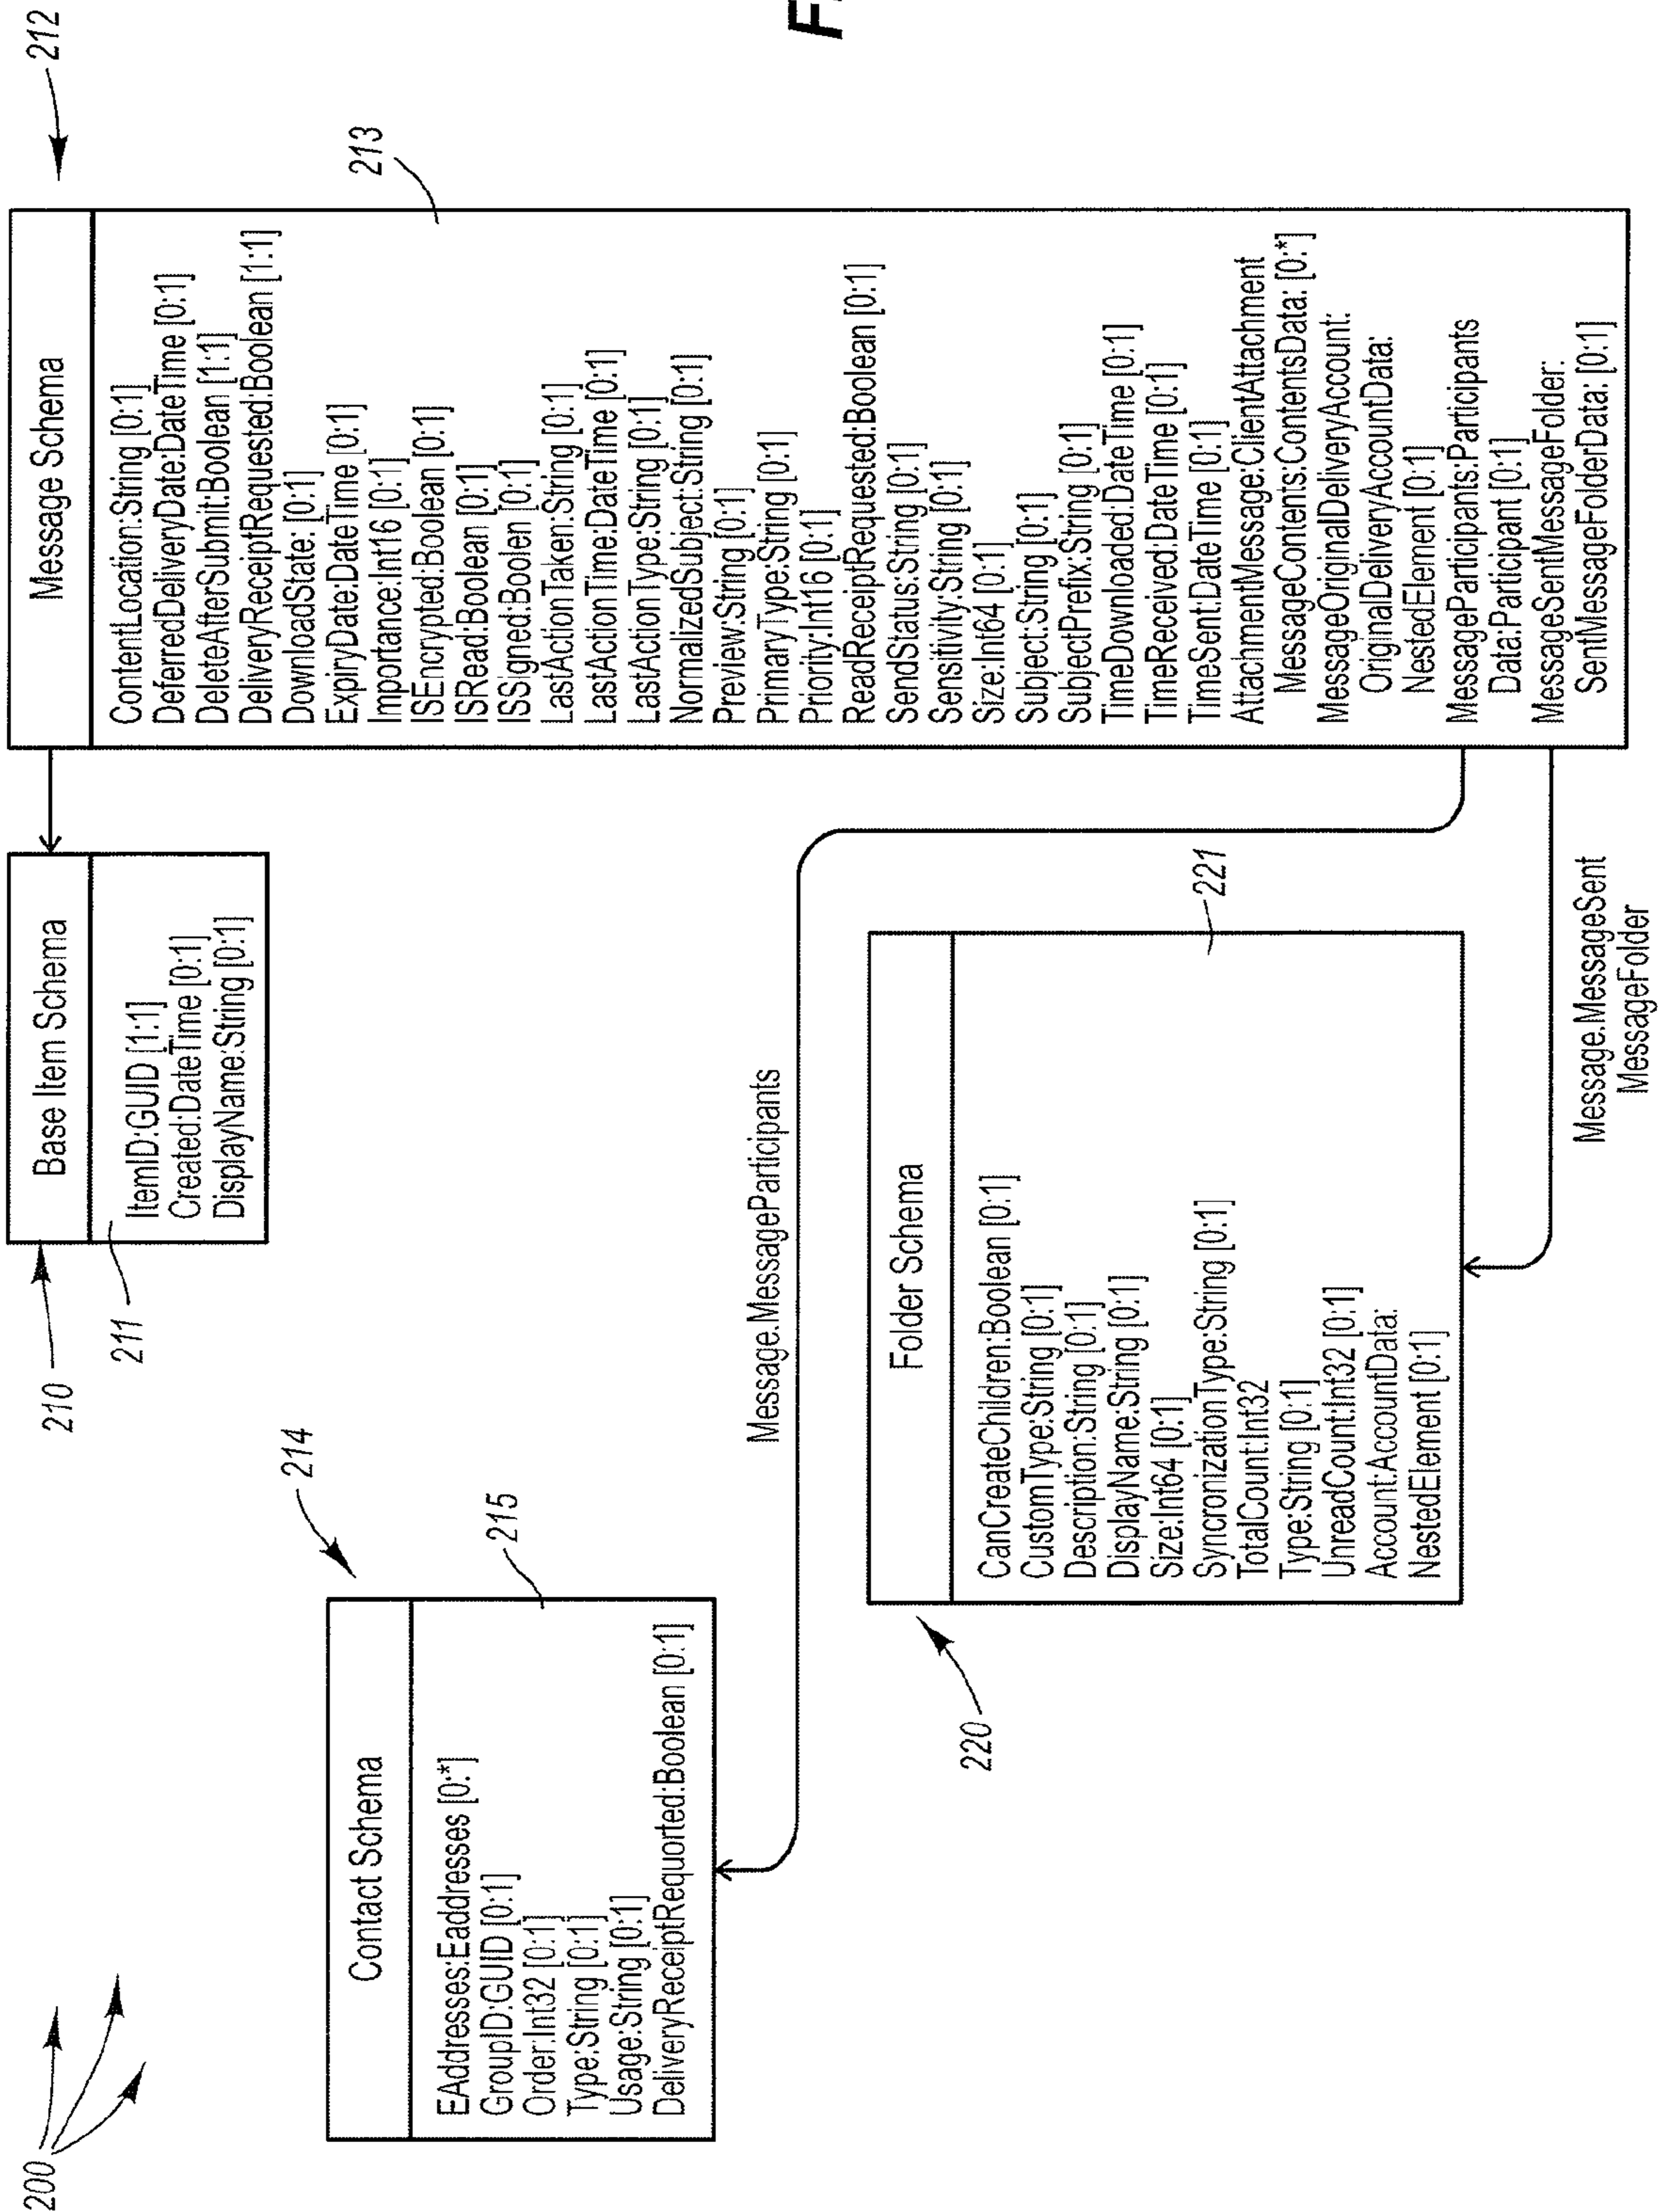 200
Contact Schema
EAddresses:Eaddresses [0:*]
GroupID:GUID [0:1]
Order:Int32 [0:1]
Type:String [0:1]
Usage:String [0:1]
DeliveryReceiptRequorted:Boolean [0:1]
214
215
210
211
Base Item Schema
ItemID:GUID [1:1]
Created:DateTime [0:1]
DisplayName:String [0:1]
Message.MessageParticipants
220
Folder Schema
CanCreateChildren:Boolean [0:1]
CustomType:String [0:1]
Description:String [0:1]
DisplayName:String [0:1]
Size:Int64 [0:1]
SyncronizationType:String [0:1]
TotalCount:Int32
Type:String [0:1]
UnreadCount:Int32 [0:1]
Account:AccountData:
NestedElement [0:1]
221
Message.MessageSent
MessageFolder
Message Schema
ContentLocation:String [0:1]
DeferredDeliveryDate:DateTime [0:1]
DeleteAfterSubmit:Boolean [1:1]
DeliveryReceiptRequested:Boolean [1:1]
DownloadState: [0:1]
ExpiryDate:DateTime [0:1]
Importance:Int16 [0:1]
ISEncrypted:Boolean [0:1]
ISRead:Boolean [0:1]
ISSigned:Boolen [0:1]
LastActionTaken:String [0:1]
LastActionTime:DateTime [0:1]
LastActionType:String [0:1]
NormalizedSubject:String [0:1]
Preview:String [0:1]
PrimaryType:String [0:1]
Priority:Int16 [0:1]
ReadReceiptRequested:Boolean [0:1]
SendStatus:String [0:1]
Sensitivity:String [0:1]
Size:Int64 [0:1]
Subject:String [0:1]
SubjectPrefix:String [0:1]
TimeDownloaded:DateTime [0:1]
TimeReceived:DateTime [0:1]
TimeSent:DateTime [0:1]
AttachmentMessage:ClientAttachment
MessageContents:ContentsData: [0:*]
MessageOriginalDeliveryAccount:
OriginalDeliveryAccountData:
NestedElement [0:1]
MessageParticipants:Participants
Data:Participant [0:1]
MessageSentMessageFolder:
SentMessageFolderData: [0:1]
213
212